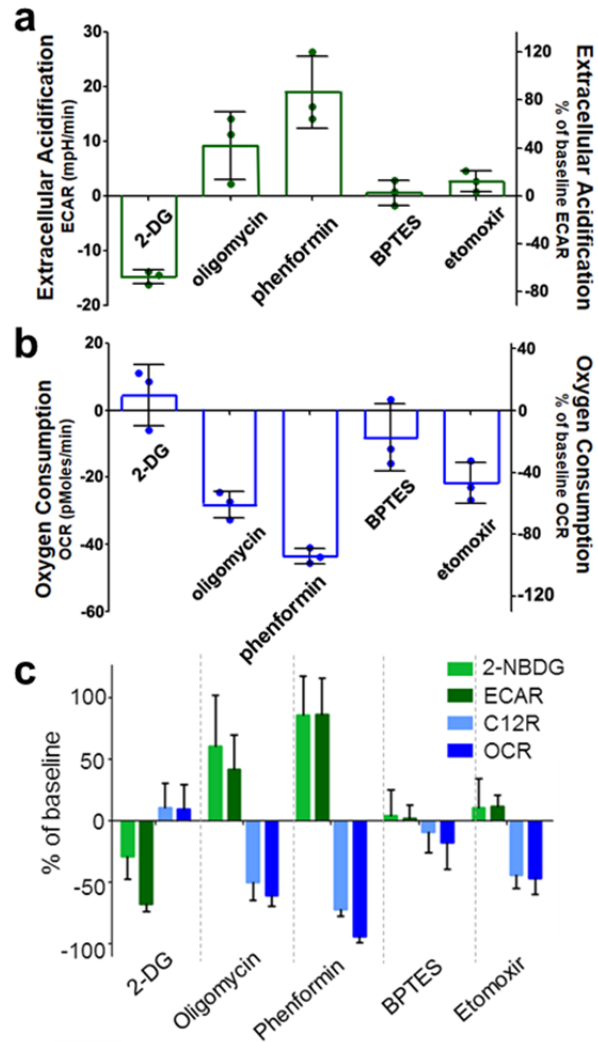 a
Extracellular Acidification
ECAR (mpH/min)
30
20
10
0
-10
-20
2-DG
oligomycin
phenformin
BPTES
etomoxir
120
80
40
0
-40
-80
Extracellular Acidification
% of baseline ECAR
b
Oxygen Consumption
OCR (pMoles/min)
20
0
-20
-40
-60
2-DG
oligomycin
phenformin
BPTES
etomoxir
40
0
-40
-80
-120
Oxygen Consumption
% of baseline OCR
c
% of baseline
100
50
0
-50
-100
2-NBDG
ECAR
C12R
OCR
2-DG
Oligomycin
Phenformin
BPTES
Etomoxir